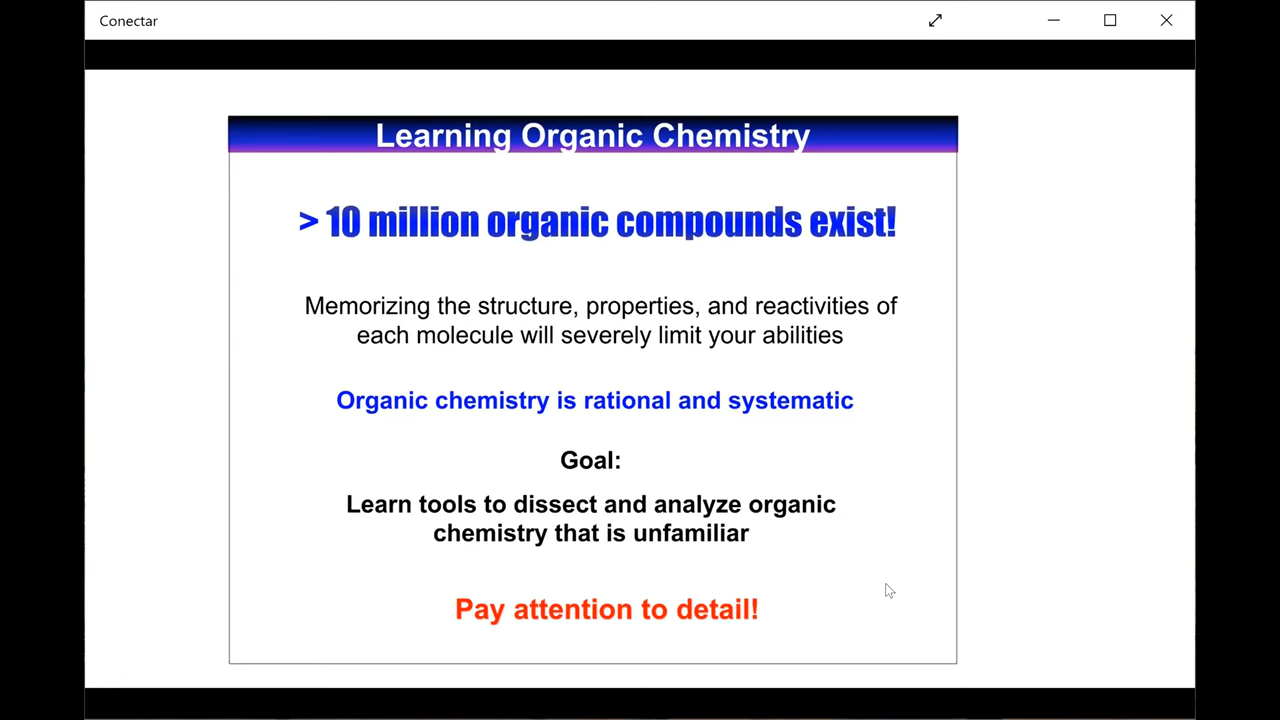 Conectar
Learning Organic Chemistry
> 10 million organic compounds exist!
Memorizing the structure, properties, and reactivities of
each molecule will severely limit your abilities
Organic chemistry is rational and systematic
Goal:
Learn tools to dissect and analyze organic
chemistry that is unfamiliar
Pay attention to detail!